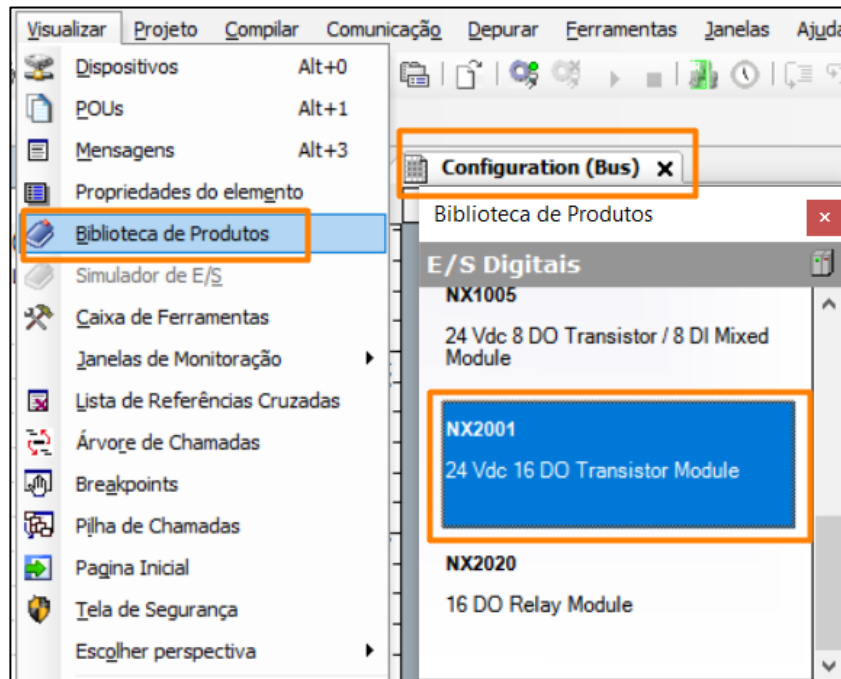 Visualizar Projeto Compilar Comunicação Depurar Ferramentas Janelas Ajuda
Dispositivos Alt+0
POUs Alt+1
Mensagens Alt+3
Propriedades do elemento
Biblioteca de Produtos
Simulador de E/S
Caixa de Ferramentas
Janelas de Monitoração
Lista de Referências Cruzadas
Árvore de Chamadas
Breakpoints
Pilha de Chamadas
Pagina Inicial
Tela de Segurança
Escolher perspectiva
Configuration (Bus)
Biblioteca de Produtos
E/S Digitais
NX1005
24 Vdc 8 DO Transistor / 8 DI Mixed
Module
NX2001
24 Vdc 16 DO Transistor Module
NX2020
16 DO Relay Module